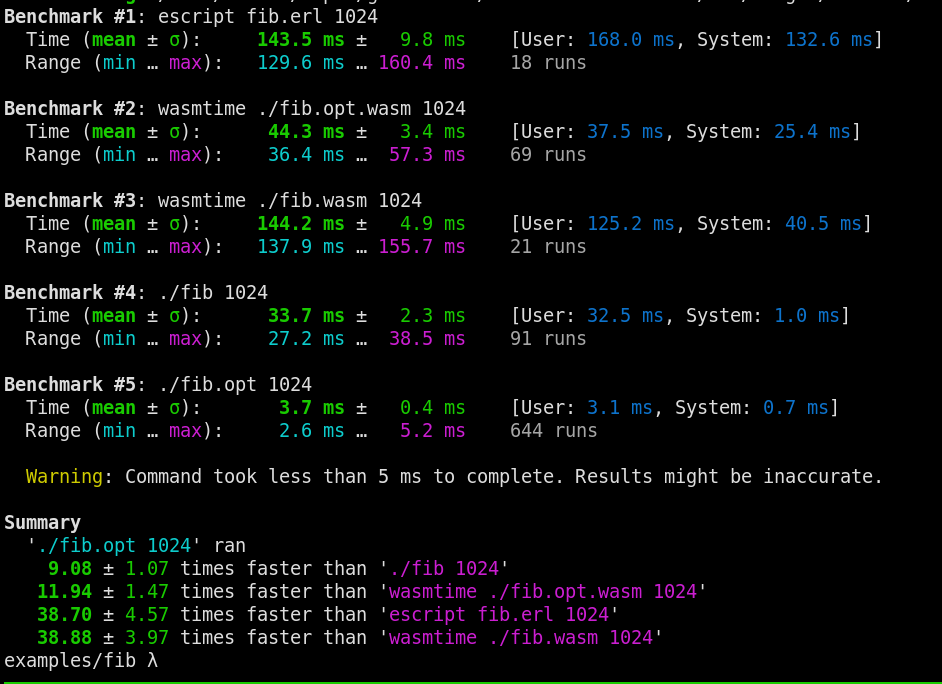 Benchmark #1: escript fib.erl 1024
Time (mean ± σ): 143.5 ms ± 9.8 ms [User: 168.0 ms, System: 132.6 ms]
Range (min … max): 129.6 ms … 160.4 ms 18 runs
Benchmark #2: wasmtime ./fib.opt.wasm 1024
Time (mean ± σ): 44.3 ms ± 3.4 ms [User: 37.5 ms, System: 25.4 ms]
Range (min … max): 36.4 ms … 57.3 ms 69 runs
Benchmark #3: wasmtime ./fib.wasm 1024
Time (mean ± σ): 144.2 ms ± 4.9 ms [User: 125.2 ms, System: 40.5 ms]
Range (min … max): 137.9 ms … 155.7 ms 21 runs
Benchmark #4: ./fib 1024
Time (mean ± σ): 33.7 ms ± 2.3 ms [User: 32.5 ms, System: 1.0 ms]
Range (min … max): 27.2 ms … 38.5 ms 91 runs
Benchmark #5: ./fib.opt 1024
Time (mean ± σ): 3.7 ms ± 0.4 ms [User: 3.1 ms, System: 0.7 ms]
Range (min … max): 2.6 ms … 5.2 ms 644 runs
Warning: Command took less than 5 ms to complete. Results might be inaccurate.
Summary
'./fib.opt 1024' ran
9.08 ± 1.07 times faster than './fib 1024'
11.94 ± 1.47 times faster than 'wasmtime ./fib.opt.wasm 1024'
38.70 ± 4.57 times faster than 'escript fib.erl 1024'
38.88 ± 3.97 times faster than 'wasmtime ./fib.wasm 1024'
examples/fib λ